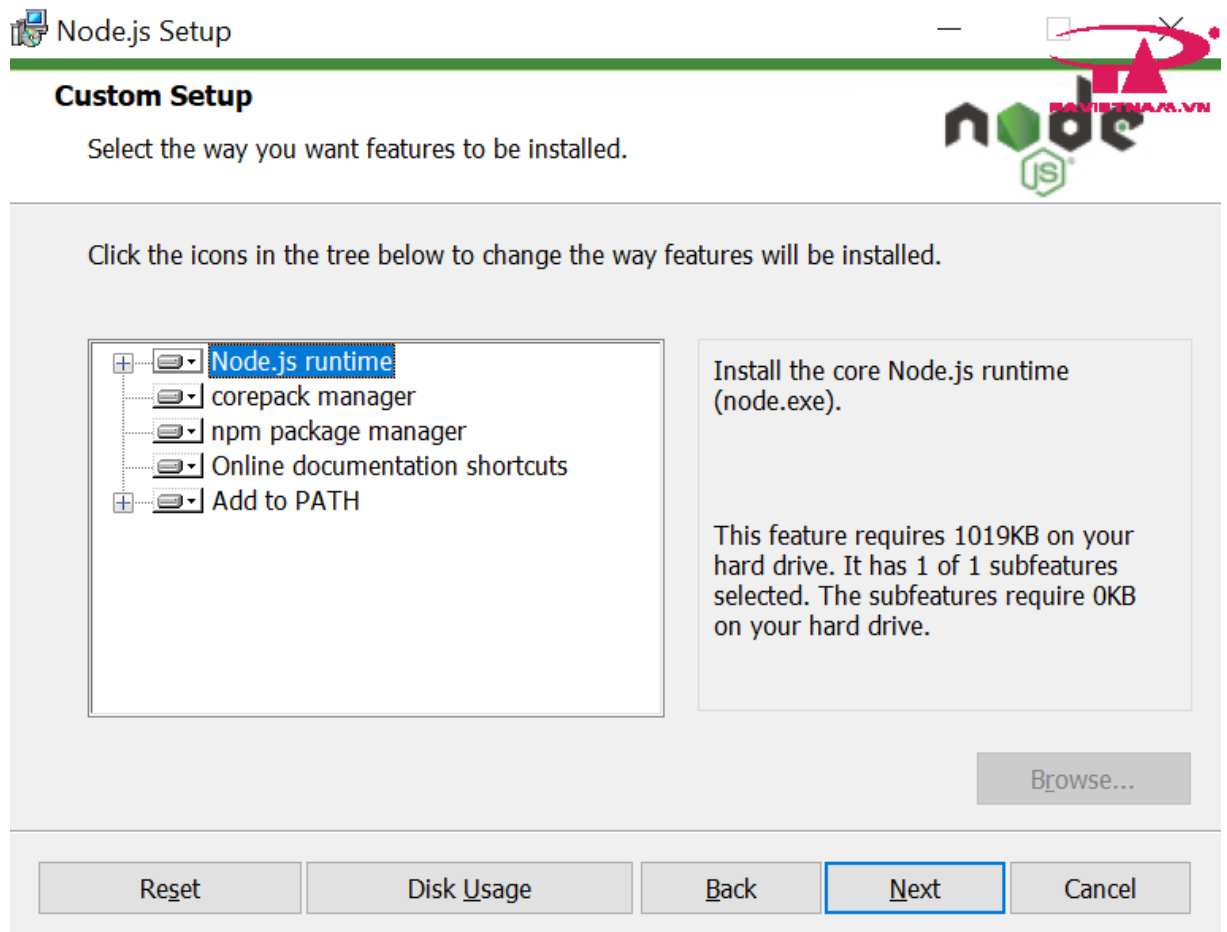 Node.js Setup
PAVIETNAM.VN
Custom Setup
Select the way you want features to be installed.
node
JS
Click the icons in the tree below to change the way features will be installed.
Node.js runtime
corepack manager
npm package manager
Online documentation shortcuts
Add to PATH
Install the core Node.js runtime
(node.exe).
This feature requires 1019KB on your
hard drive. It has 1 of 1 subfeatures
selected. The subfeatures require 0KB
on your hard drive.
Browse...
Reset
Disk Usage
Back
Next
Cancel